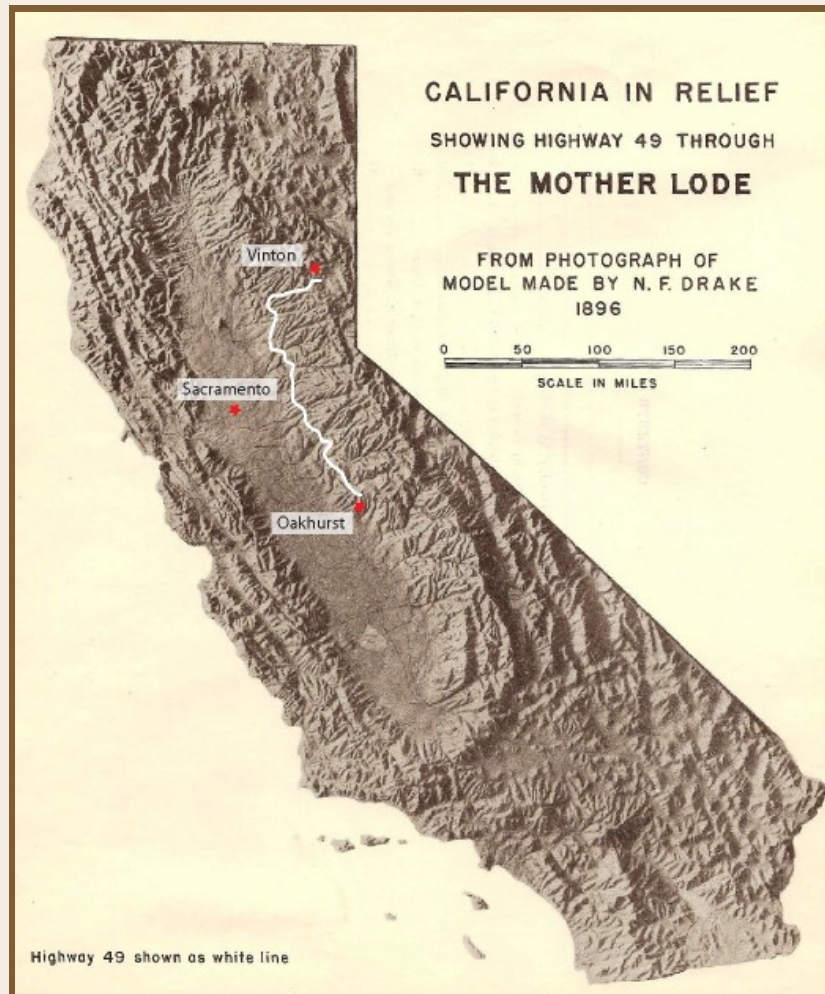 CALIFORNIA IN RELIEF
SHOWING HIGHWAY 49 THROUGH
THE MOTHER LODE
FROM PHOTOGRAPH OF
MODEL MADE BY N. F. DRAKE
1896
0 50 100 150 200
SCALE IN MILES
Vinton
Sacramento
Oakhurst
Highway 49 shown as white line